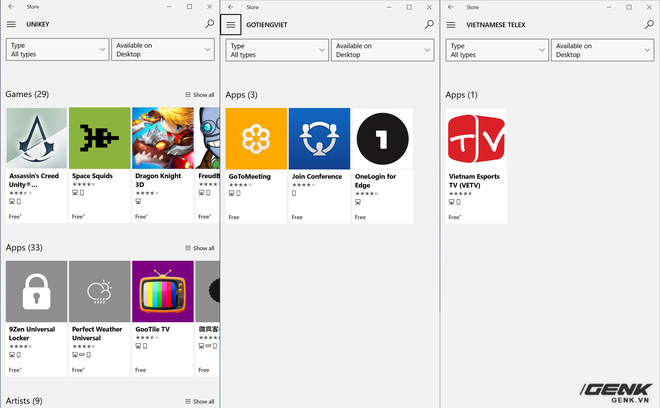 Store
UNIKEY
Type
All types
Available on
Desktop
Games (29)
Show all
Assassin's Creed
Unity®...
Free+
Space Squids
Dragon Knight
3D
FreudB
Free
Apps (33)
Show all
9Zen Universal
Locker
Free+
Perfect Weather
Universal
GooTile TV
微疯客
Free+
Free
Artists (9)
Show all
Store
GOTIENGVIET
Type
All types
Available on
Desktop
Apps (3)
GoToMeeting
Free
Join Conference
Free
1
OneLogin for
Edge
Free
Store
VIETNAMESE TELEX
Type
All types
Available on
Desktop
Apps (1)
TV
Vietnam Esports
TV (VETV)
Free+
GENK
GENK.VN